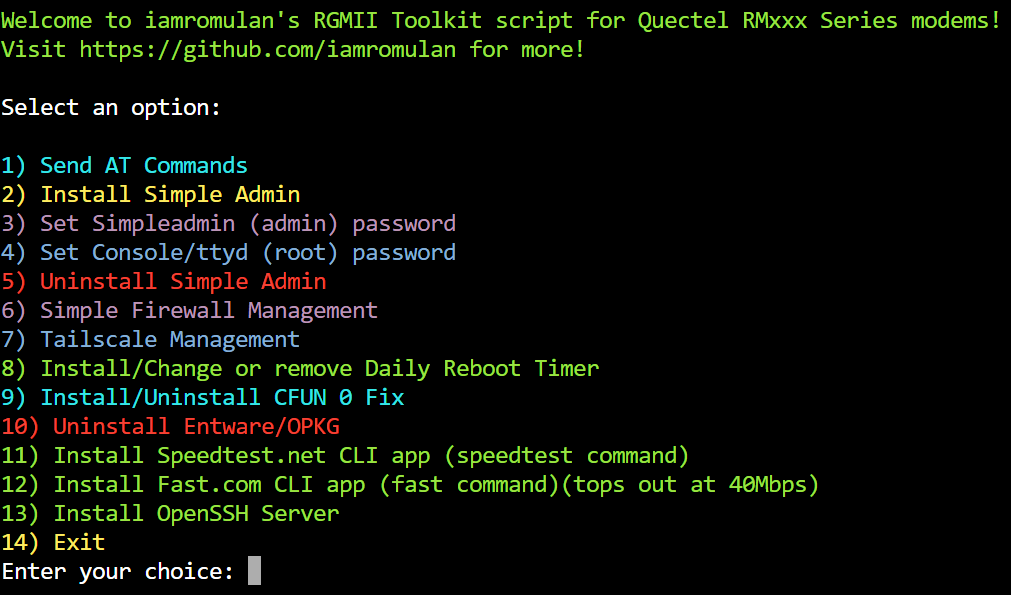 Welcome to iamromulan's RGMII Toolkit script for Quectel RMxxx Series modems!
Visit https://github.com/iamromulan for more!
Select an option:
1) Send AT Commands
2) Install Simple Admin
3) Set Simpleadmin (admin) password
4) Set Console/ttyd (root) password
5) Uninstall Simple Admin
6) Simple Firewall Management
7) Tailscale Management
8) Install/Change or remove Daily Reboot Timer
9) Install/Uninstall CFUN 0 Fix
10) Uninstall Entware/OPKG
11) Install Speedtest.net CLI app (speedtest command)
12) Install Fast.com CLI app (fast command)(tops out at 40Mbps)
13) Install OpenSSH Server
14) Exit
Enter your choice: